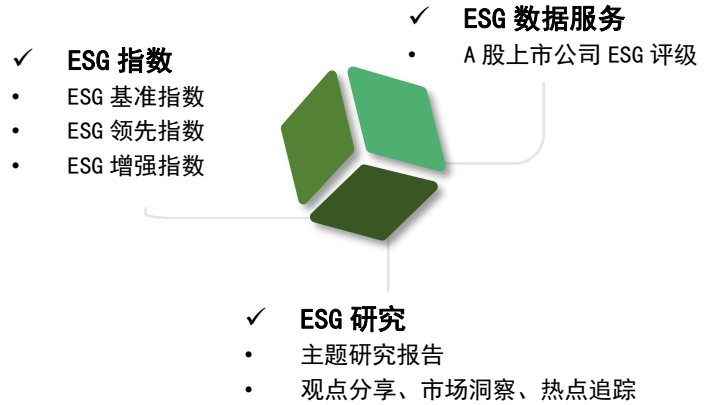 ✓ ESG 数据服务
• A 股上市公司 ESG 评级
✓ ESG 指数
• ESG 基准指数
• ESG 领先指数
• ESG 增强指数
✓ ESG 研究
• 主题研究报告
• 观点分享、市场洞察、热点追踪